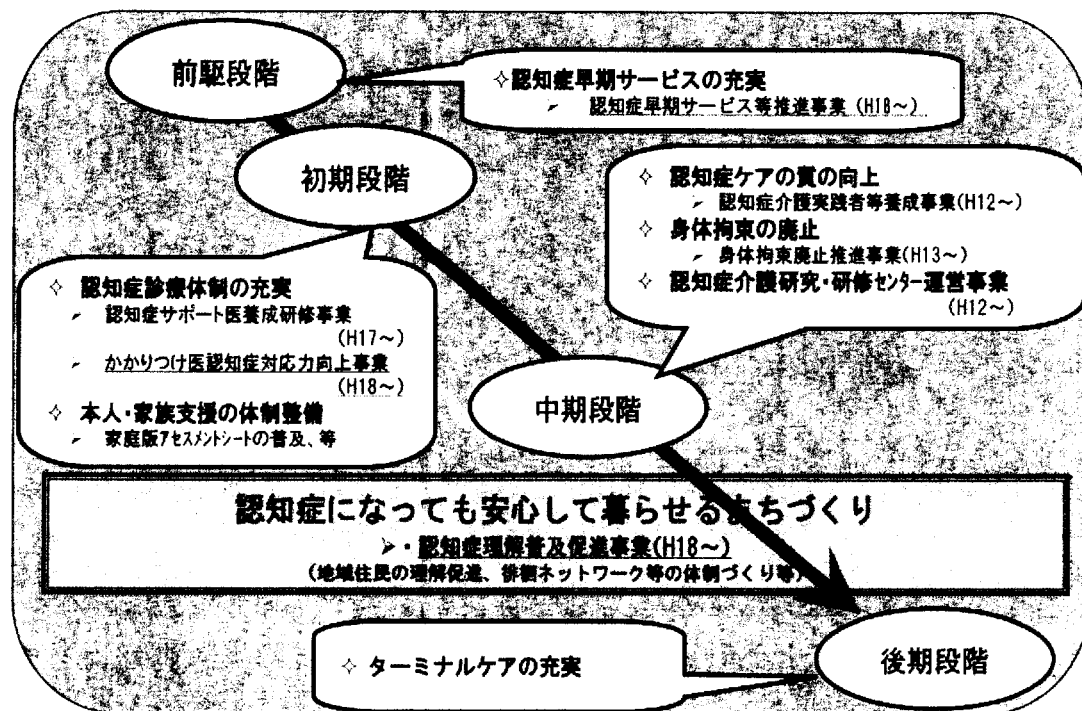 前駆段階
✧認知症早期サービスの充実
➢ 認知症早期サービス等推進事業(H18～)
初期段階
✧ 認知症ケアの質の向上
➢ 認知症介護実践者等養成事業(H12～)
✧ 身体拘束の廃止
➢ 身体拘束廃止推進事業(H13～)
✧ 認知症介護研究・研修センター運営事業
(H12～)
✧ 認知症診療体制の充実
➢ 認知症サポート医養成研修事業
(H17～)
➢ かかりつけ医認知症対応力向上事業
(H18～)
✧ 本人・家族支援の体制整備
➢ 家庭版アセスメントシートの普及、等
中期段階
認知症になっても安心して暮らせるまちづくり
➢・認知症理解普及促進事業(H18～)
(地域住民の理解促進、徘徊ネットワーク等の体制づくり等)
✧ ターミナルケアの充実
後期段階